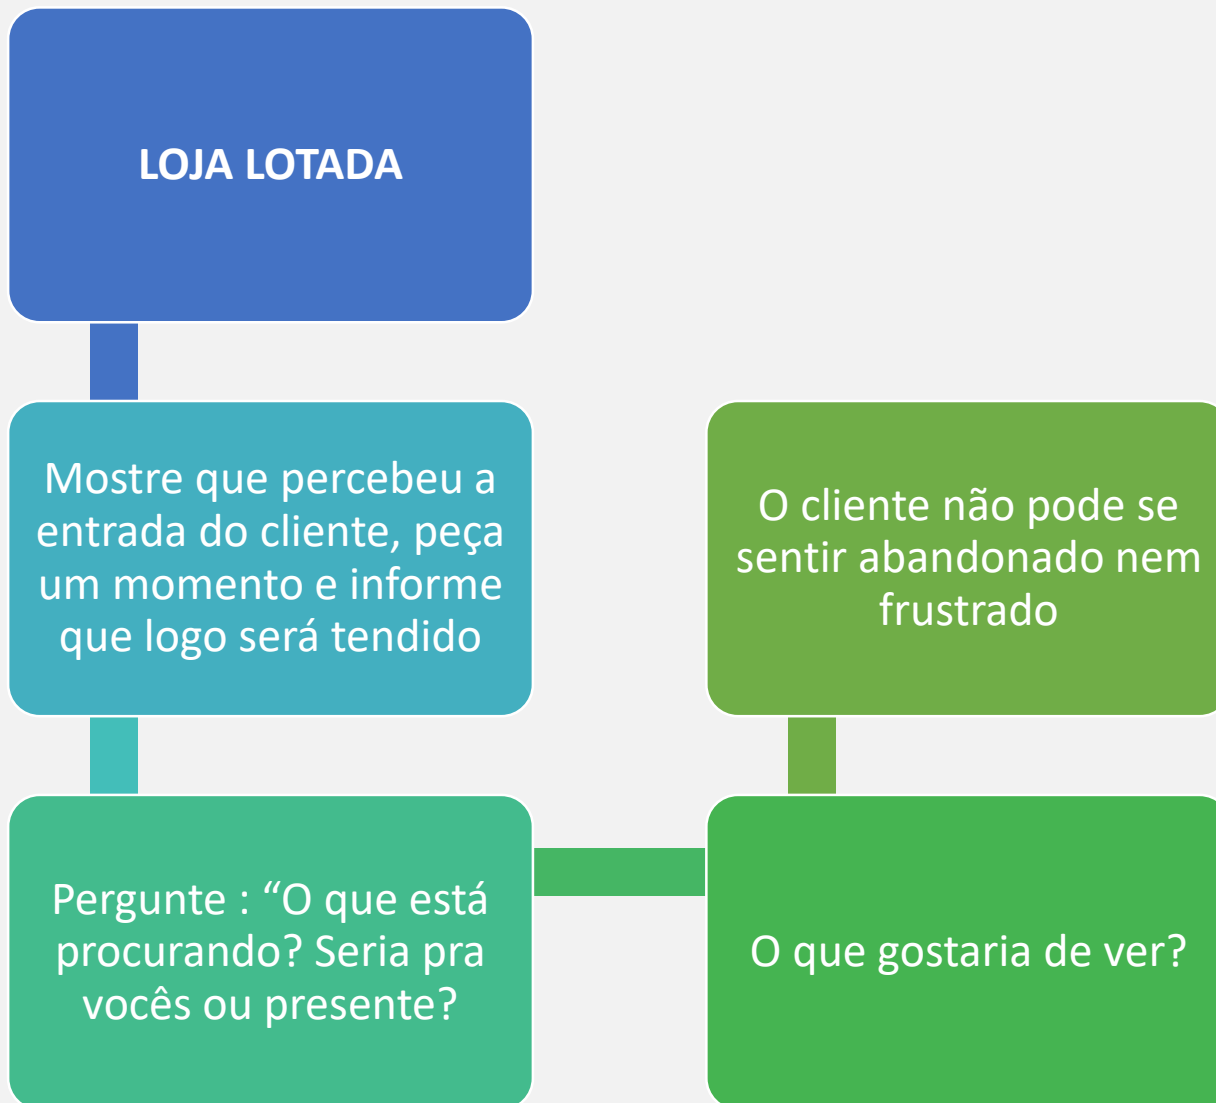 LOJA LOTADA
Mostre que percebeu a
entrada do cliente, peça
um momento e informe
que logo será tendido
Pergunte : “O que está
procurando? Seria pra
vocês ou presente?
O que gostaria de ver?
O cliente não pode se
sentir abandonado nem
frustrado